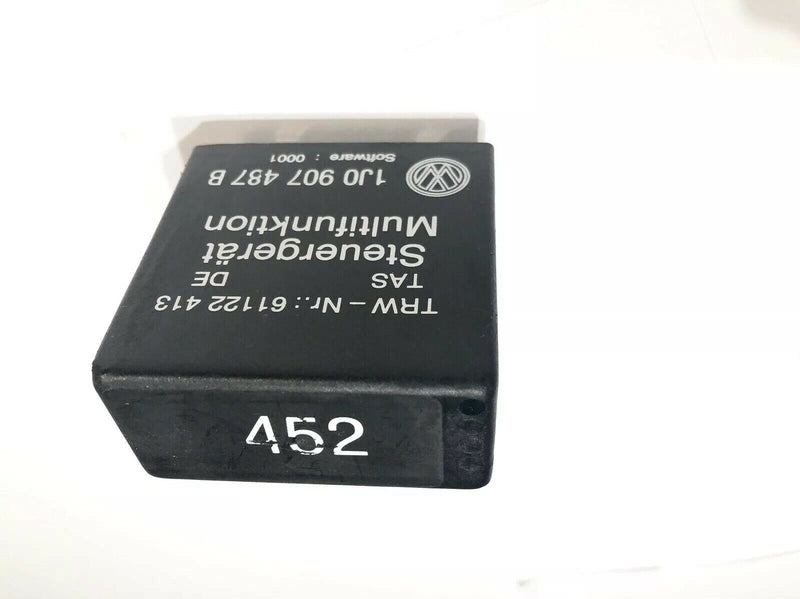 TRW – Nr.: 61122 413
TAS DE
Steuergerät
Multifunktion
1J0 907 487 B
Software : 0001
452